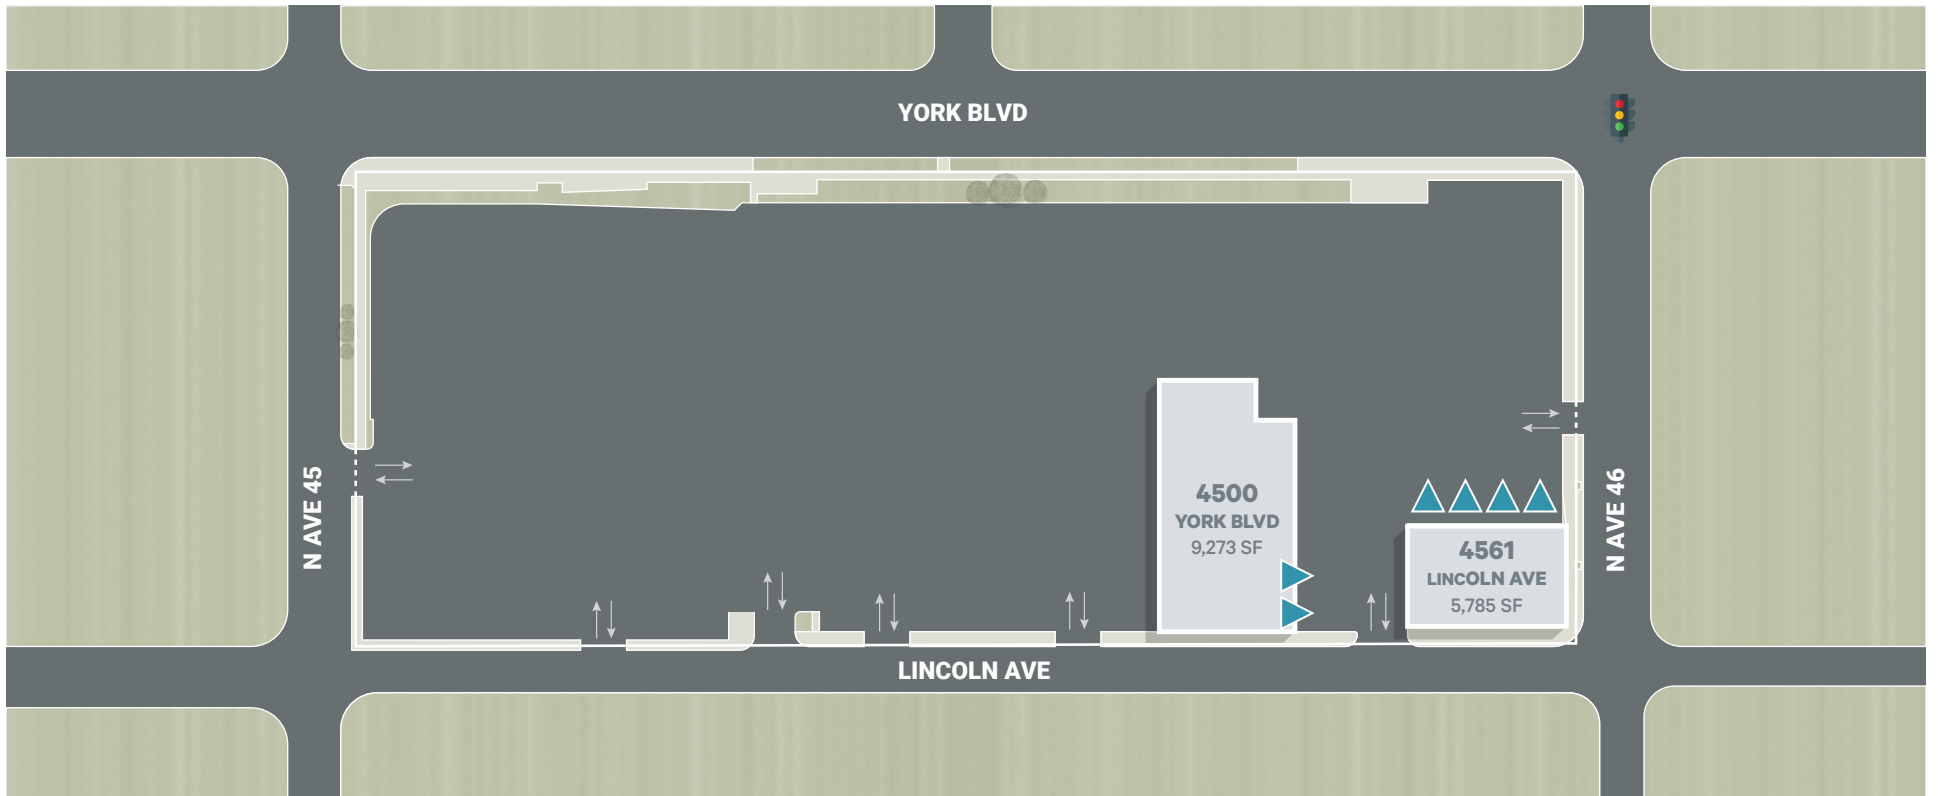 YORK BLVD
N AVE 45
4500
YORK BLVD
9,273 SF
4561
LINCOLN AVE
5,785 SF
N AVE 46
LINCOLN AVE